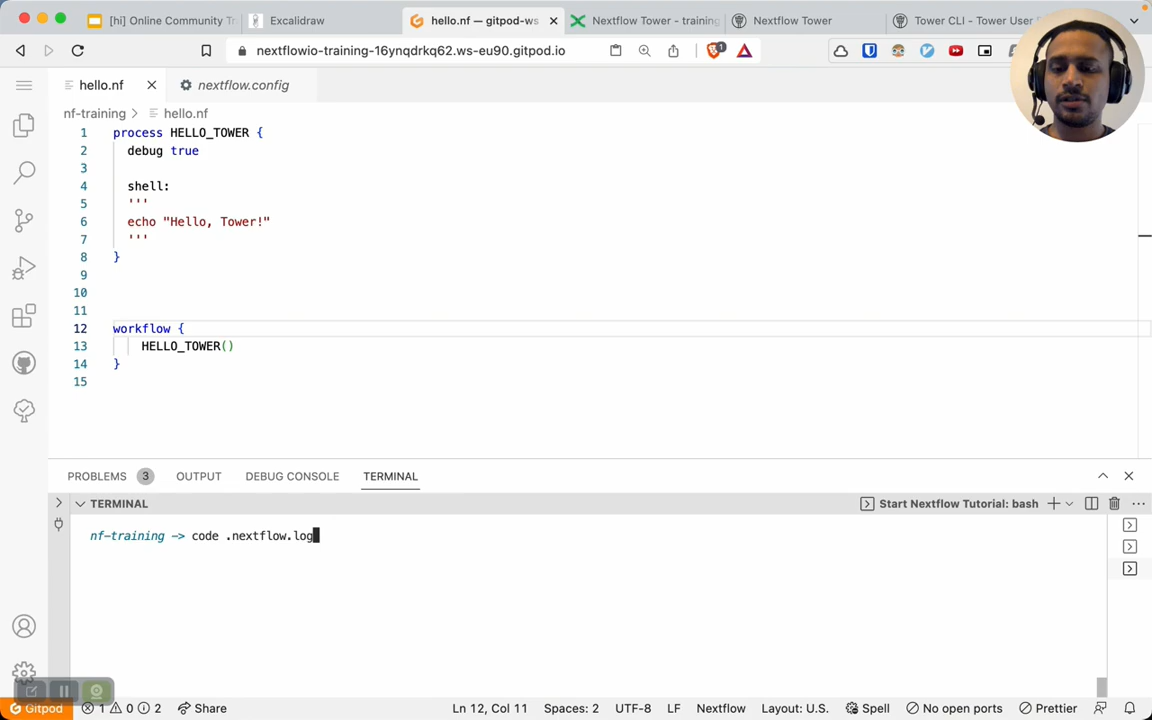 [hi] Online Community Tr
Excalidraw
hello.nf — gitpod-ws
Nextflow Tower - training
Nextflow Tower
Tower CLI - Tower User
nextflowio-training-16ynqdrkq62.ws-eu90.gitpod.io
1
hello.nf
nextflow.config
nf-training > hello.nf
1 process HELLO_TOWER {
2 debug true
3
4 shell:
5 '''
6 echo "Hello, Tower!"
7 '''
8 }
9
10
11
12 workflow {
13 HELLO_TOWER()
14 }
15
PROBLEMS 3 OUTPUT DEBUG CONSOLE TERMINAL
TERMINAL
Start Nextflow Tutorial: bash
nf-training -> code .nextflow.log
Gitpod 1 0 2 Share Ln 12, Col 11 Spaces: 2 UTF-8 LF Nextflow Layout: U.S. Spell No open ports Prettier